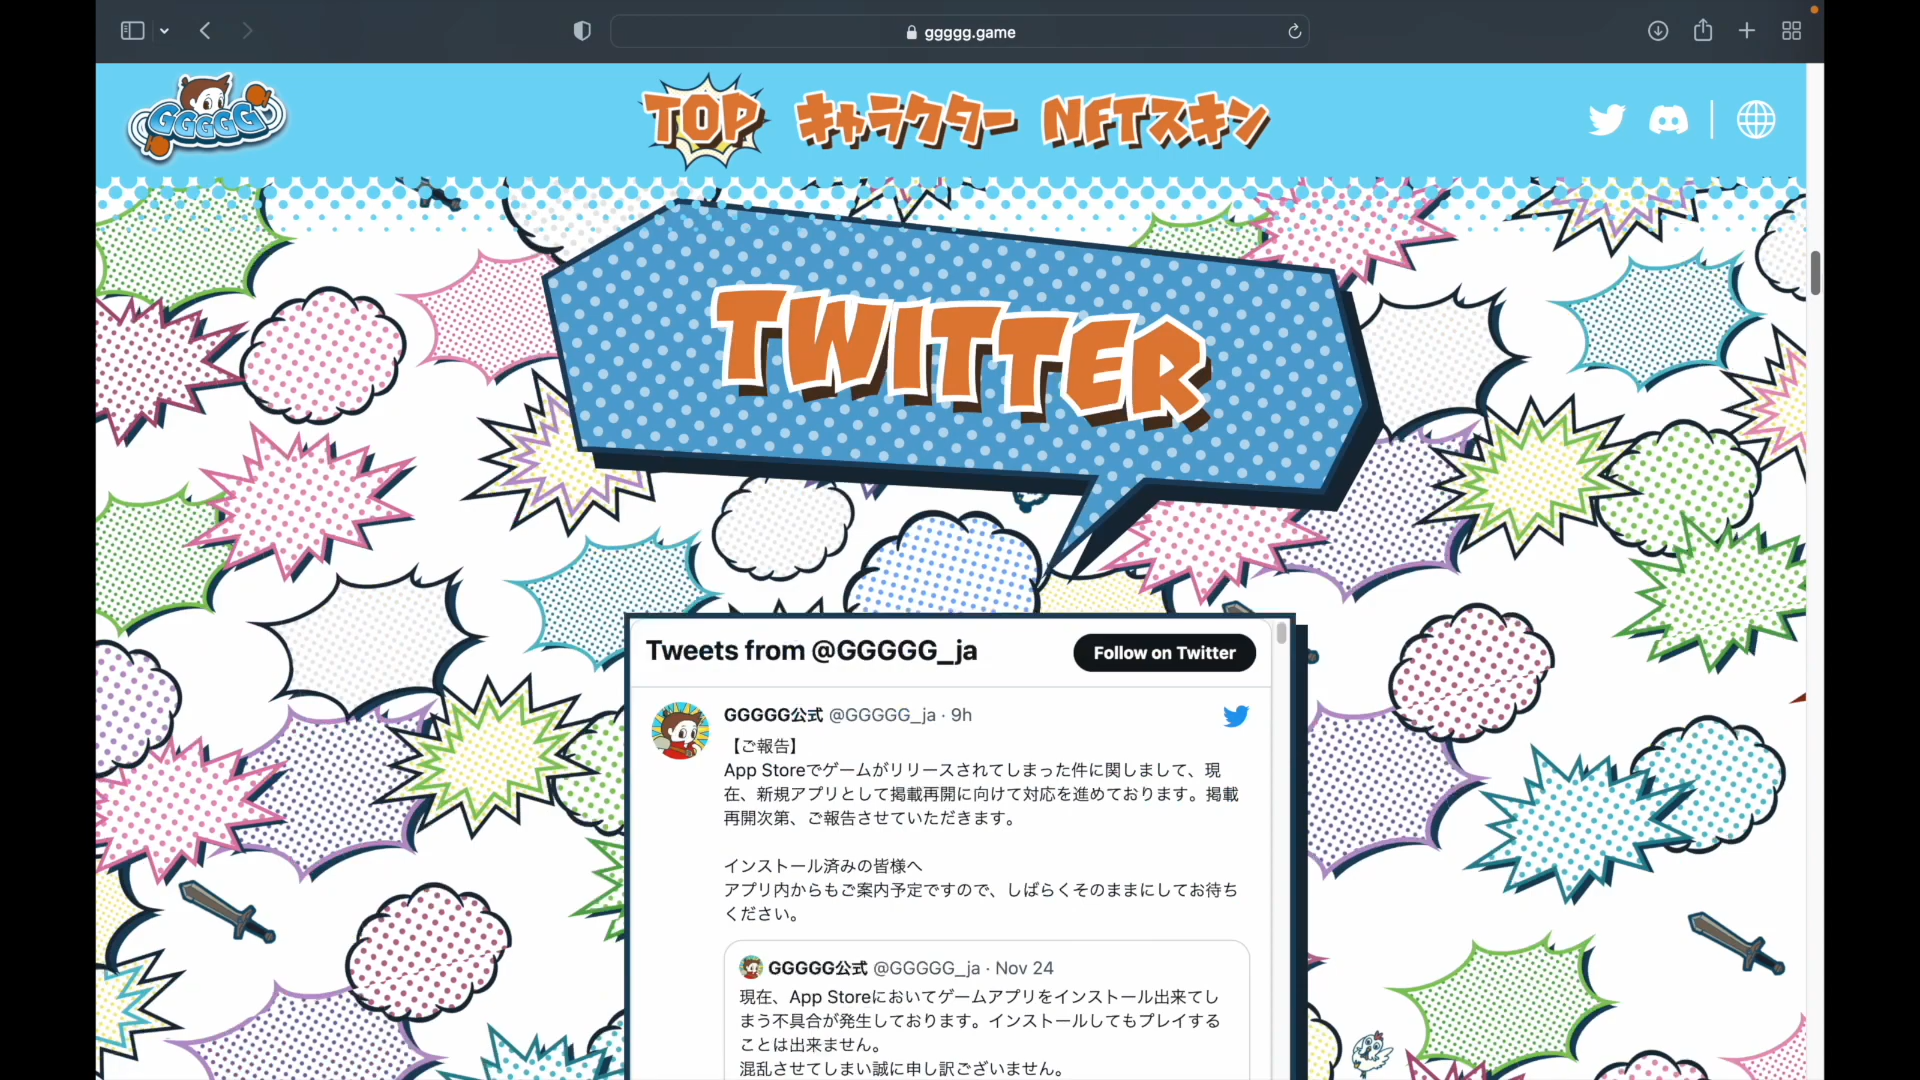 ggggg.game
GGGGG
TOP キャラクター NFTスキン
TWITTER
Tweets from @GGGGG_ja
Follow on Twitter
GGGGG公式 @GGGGG_ja · 9h
【ご報告】
App Storeでゲームがリリースされてしまった件に関しまして、現
在、新規アプリとして掲載再開に向けて対応を進めております。掲載
再開次第、ご報告させていただきます。
インストール済みの皆様へ
アプリ内からもご案内予定ですので、しばらくそのままにしてお待ち
ください。
GGGGG公式 @GGGGG_ja · Nov 24
現在、App Storeにおいてゲームアプリをインストール出来てし
まう不具合が発生しております。インストールしてもプレイする
ことは出来ません。
混乱させてしまい誠に申し訳ございません。